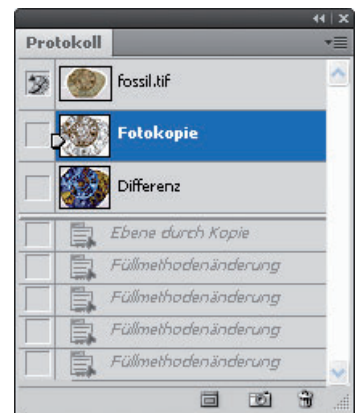 Protokoll
fossil.tif
Fotokopie
Differenz
Ebene durch Kopie
Füllmethodenänderung
Füllmethodenänderung
Füllmethodenänderung
Füllmethodenänderung